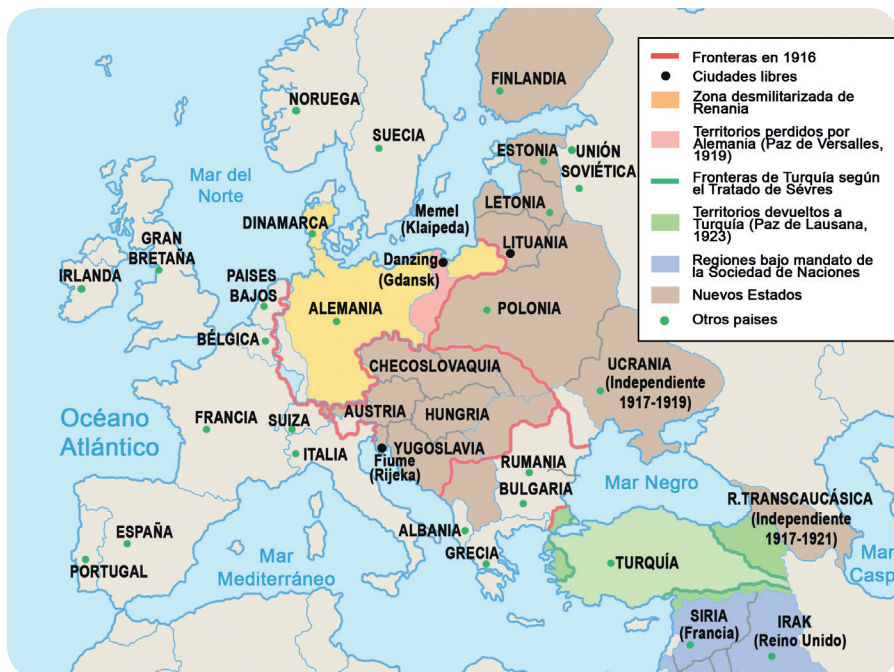 FINLANDIA
NORUEGA
SUECIA
ESTONIA
UNIÓN
SOVIÉTICA
Mar del
Norte
LETONIA
DINAMARCA
Memel
(Klaipeda)
LITUANIA
GRAN
BRETAÑA
Danzing
(Gdansk)
IRLANDA
PAISES
BAJOS
ALEMANIA
POLONIA
BÉLGICA
CHECOSLOVAQUIA
UCRANIA
(Independiente
1917-1919)
Océano
Atlántico
FRANCIA
SUIZA
AUSTRIA
HUNGRIA
ITALIA
YUGOSLAVIA
Fiume
(Rijeka)
RUMANIA
BULGARIA
Mar Negro
R.TRANSCAUCÁSICA
(Independiente
1917-1921)
Mar
Casp
ESPAÑA
PORTUGAL
Mar
Mediterráneo
ALBANIA
GRECIA
TURQUÍA
SIRIA
(Francia)
IRAK
(Reino Unido)
Fronteras en 1916
Ciudades libres
Zona desmilitarizada de
Renania
Territorios perdidos por
Alemania (Paz de Versalles,
1919)
Fronteras de Turquía según
el Tratado de Sévres
Territorios devueltos a
Turquía (Paz de Lausana,
1923)
Regiones bajo mandato de
la Sociedad de Naciones
Nuevos Estados
Otros paises